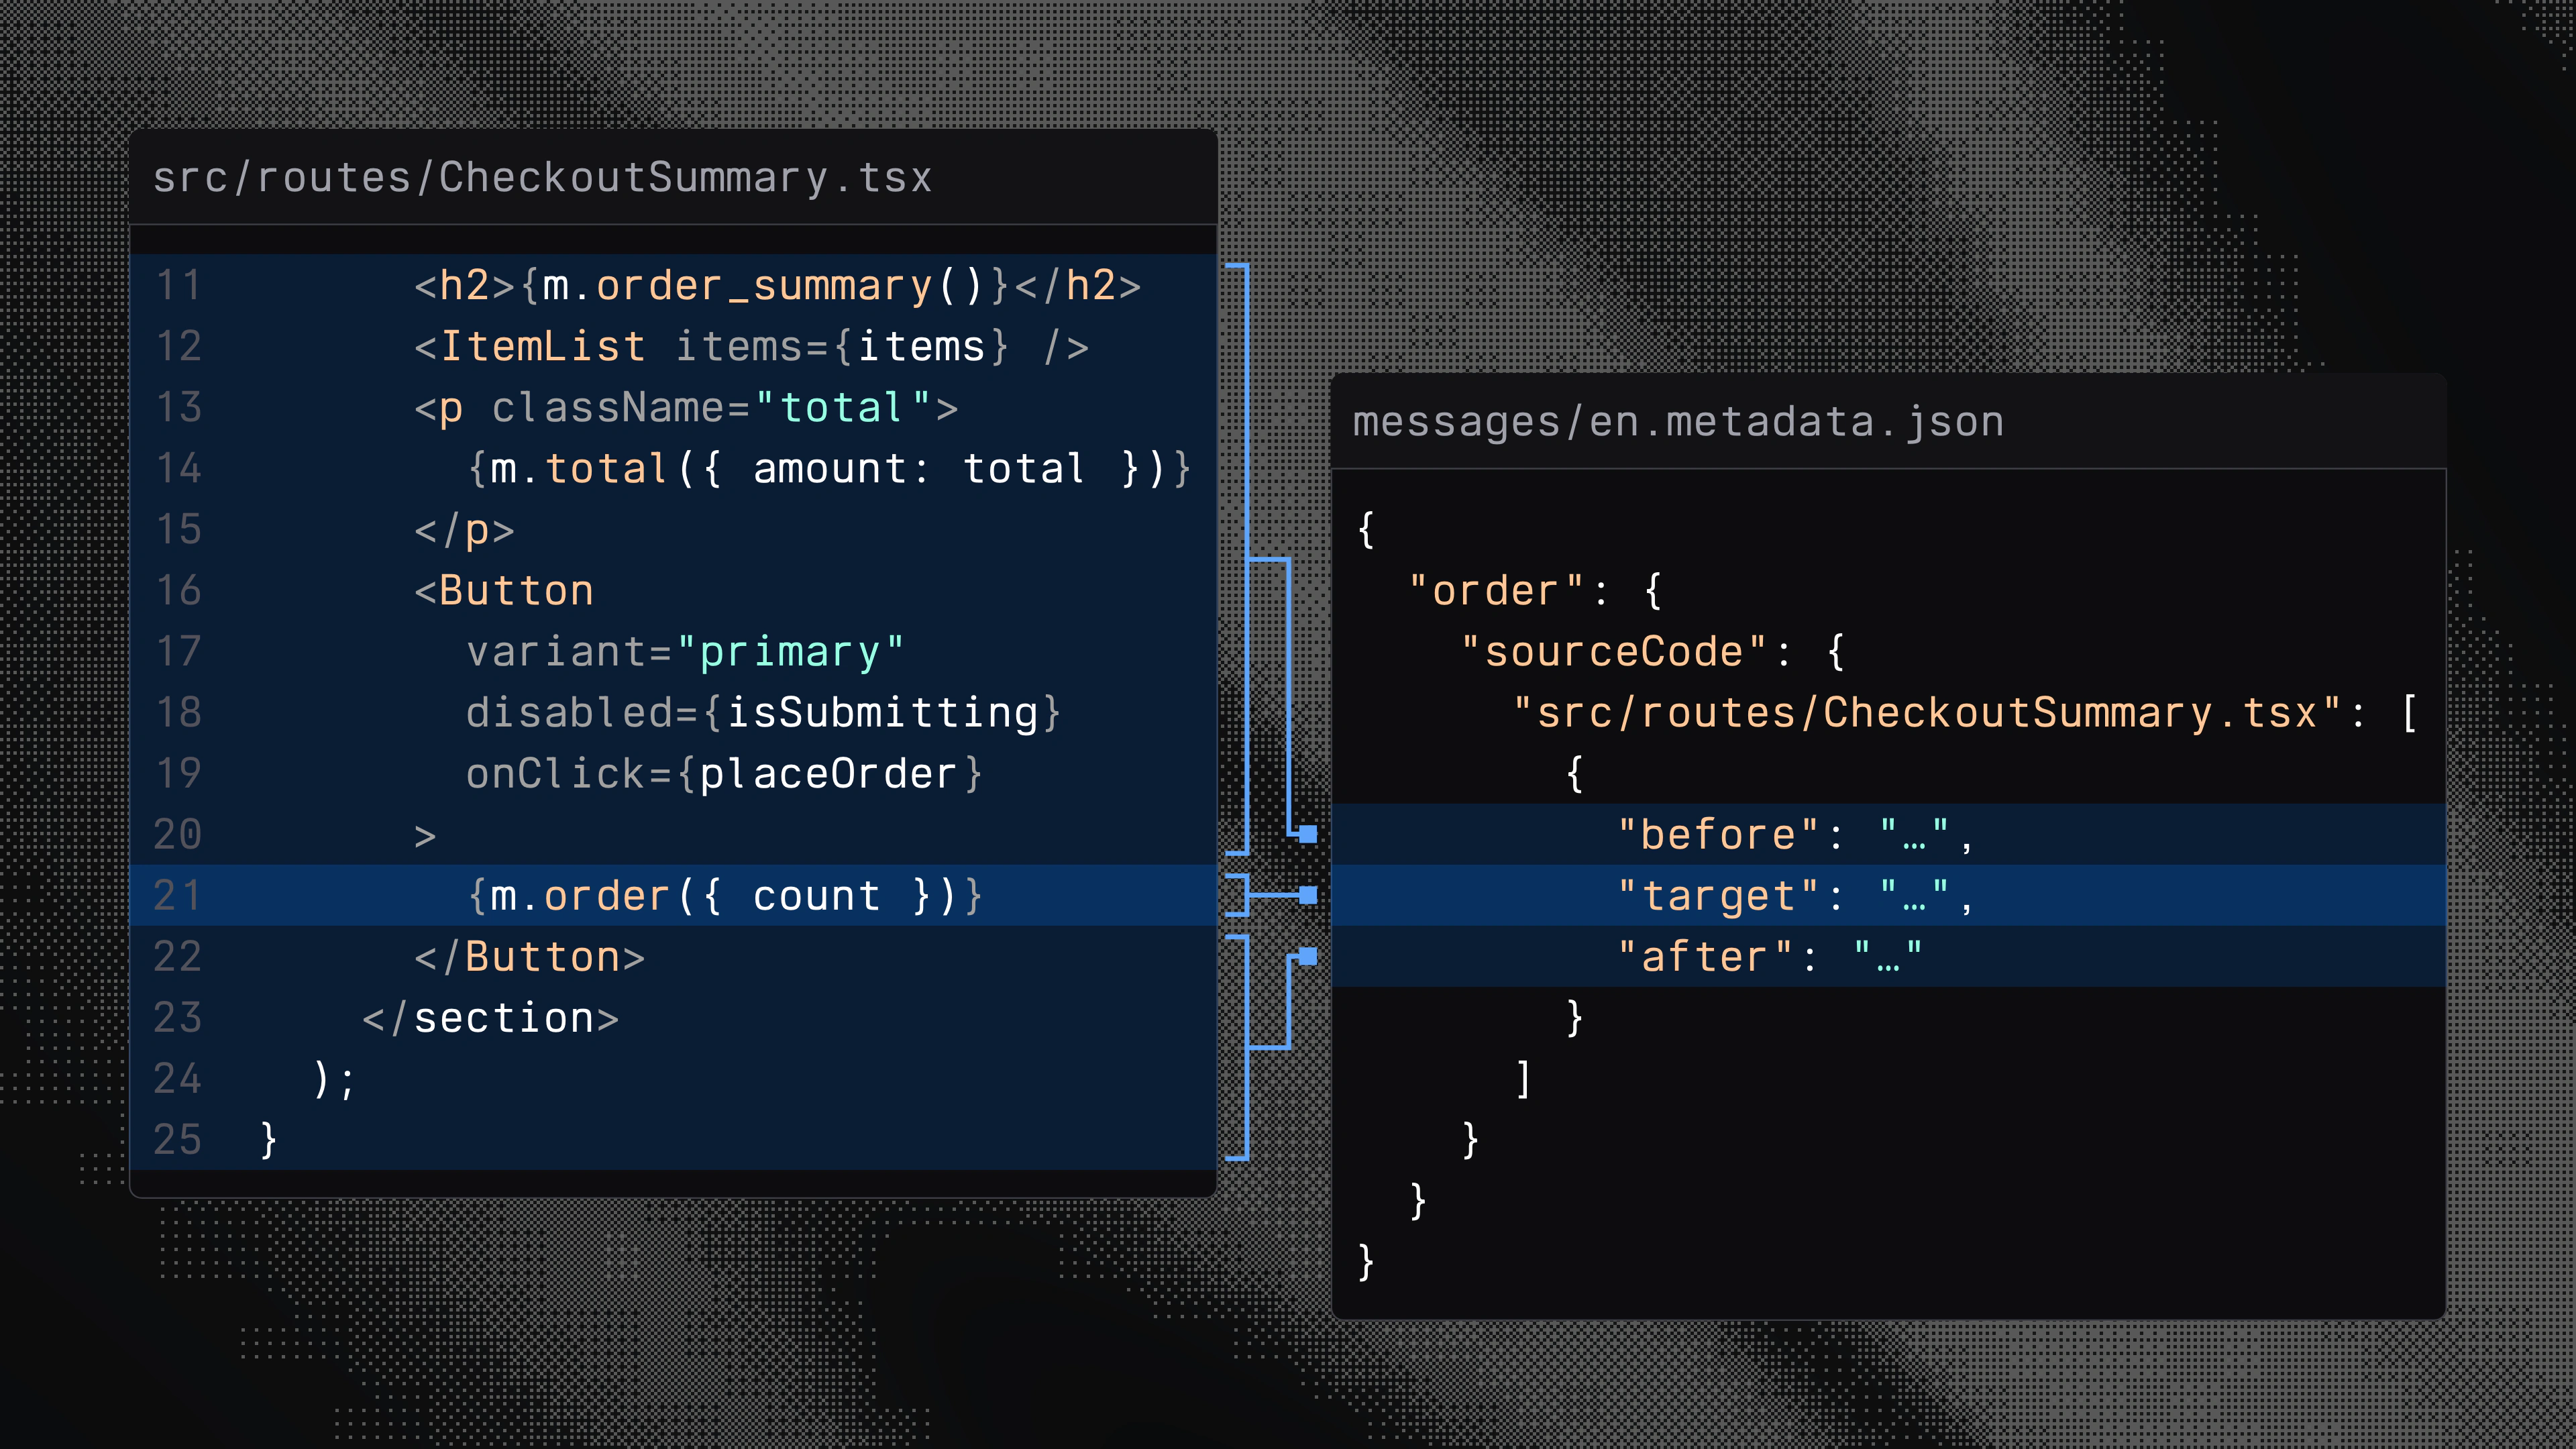 src/routes/CheckoutSummary.tsx
11 <h2>{m.order_summary()}</h2>
12 <ItemList items={items} />
13 <p className="total">
14 {m.total({ amount: total })}
15 </p>
16 <Button
17 variant="primary"
18 disabled={isSubmitting}
19 onClick={placeOrder}
20 >
21 {m.order({ count })}
22 </Button>
23 </section>
24 );
25 }
messages/en.metadata.json
{
"order": {
"sourceCode": {
"src/routes/CheckoutSummary.tsx": [
{
"before": "…",
"target": "…",
"after": "…"
}
]
}
}
}